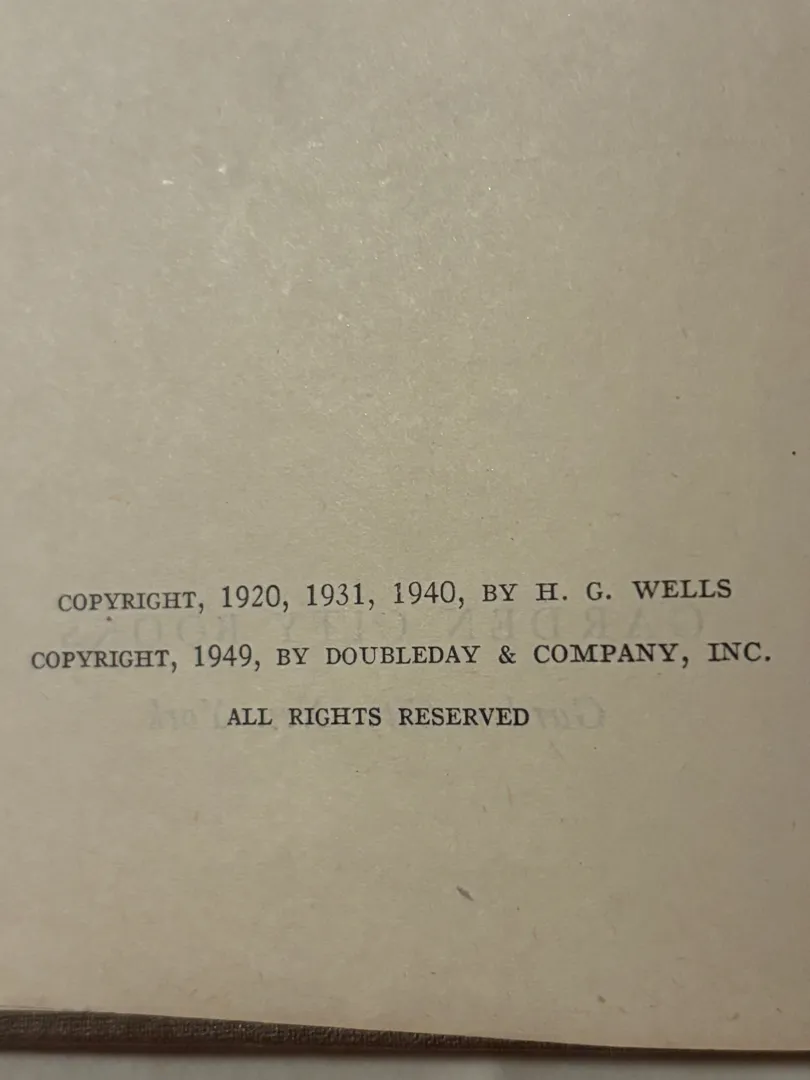 COPYRIGHT, 1920, 1931, 1940, BY H. G. WELLS
COPYRIGHT, 1949, BY DOUBLEDAY & COMPANY, INC.
ALL RIGHTS RESERVED